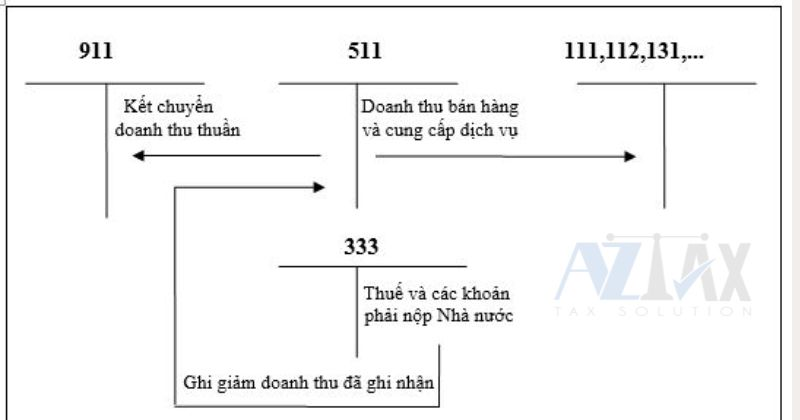 911
511
111,112,131,...
Kết chuyển
doanh thu thuần
Doanh thu bán hàng
và cung cấp dịch vụ
333
Thuế và các khoản
phải nộp Nhà nước
Ghi giảm doanh thu đã ghi nhận
AZTAX
TAX SOLUTION